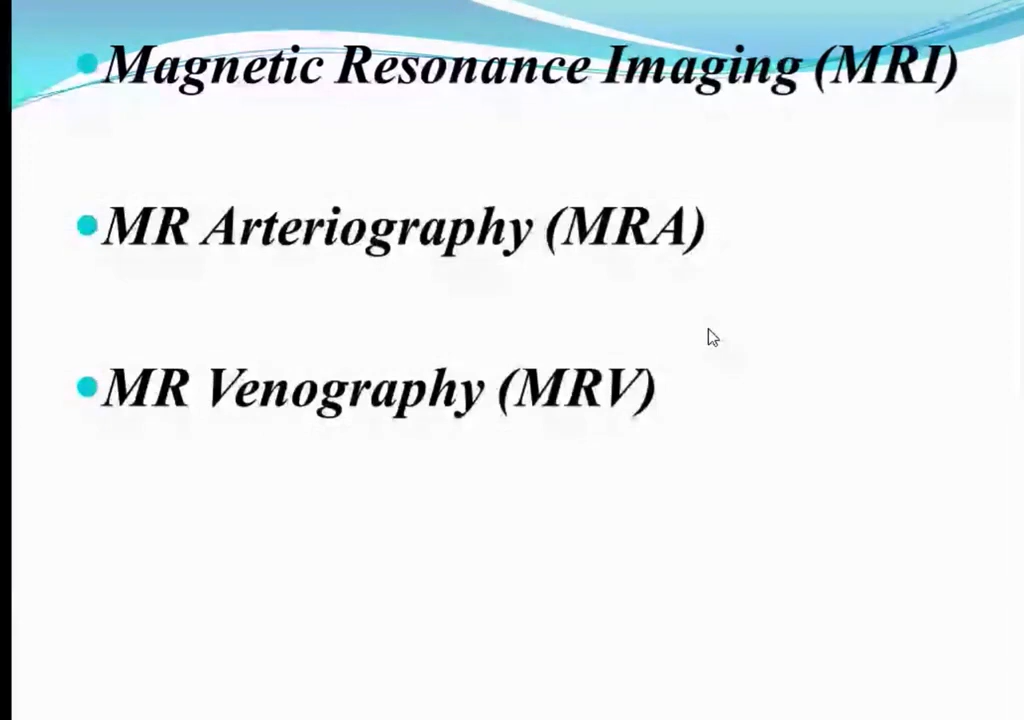 Magnetic Resonance Imaging (MRI)
MR Arteriography (MRA)
MR Venography (MRV)